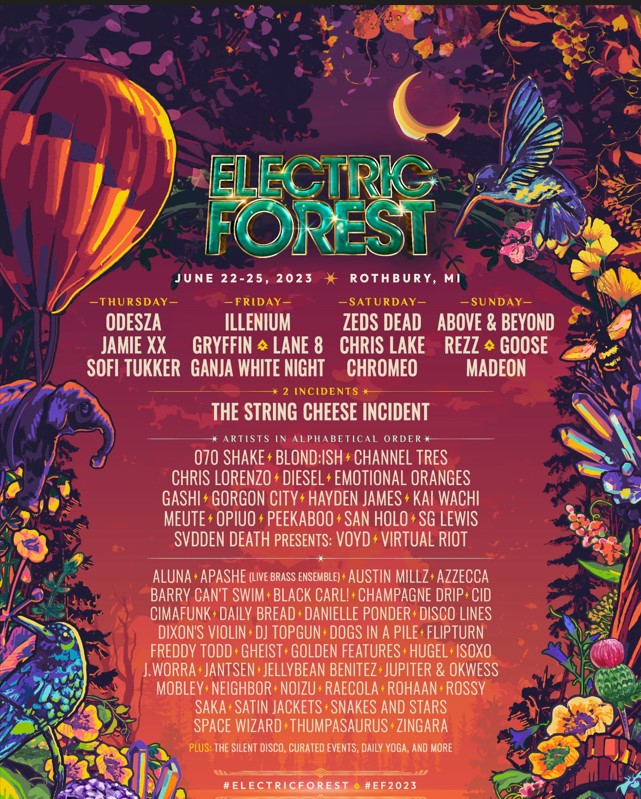 ELECTRIC
FOREST
JUNE 22-25, 2023 ROTHBURY, MI
THURSDAY FRIDAY SATURDAY SUNDAY
ODESZA ILLENIUM ZEDS DEAD ABOVE & BEYOND
JAMIE XX GRYFFIN LANE 8 CHRIS LAKE REZZ GOOSE
SOFI TUKKER GANJA WHITE NIGHT CHROMEO MADEON
2 INCIDENTS
THE STRING CHEESE INCIDENT
ARTISTS IN ALPHABETICAL ORDER
070 SHAKE BLOND:ISH CHANNEL TRES
CHRIS LORENZO DIESEL EMOTIONAL ORANGES
GASHI GORGON CITY HAYDEN JAMES KAI WACHI
MEUTE OPIUO PEEKABOO SAN HOLO SG LEWIS
SVDDEN DEATH PRESENTS: VOYD VIRTUAL RIOT
ALUNA APASHE (LIVE BRASS ENSEMBLE) AUSTIN MILLZ AZZECCA
BARRY CAN'T SWIM BLACK CARL! CHAMPAGNE DRIP CID
CIMAFUNK DAILY BREAD DANIELLE PONDER DISCO LINES
DIXON'S VIOLIN DJ TOPGUN DOGS IN A PILE FLIPTURN
FREDDY TODD GHEIST GOLDEN FEATURES HUGEL ISOXO
J.WORRA JANTSEN JELLYBEAN BENITEZ JUPITER & OKWESS
MOBLEY NEIGHBOR NOIZU RAECOLA ROHAAN ROSSY
SAKA SATIN JACKETS SNAKES AND STARS
SPACE WIZARD THUMPASAURUS ZINGARA
PLUS: THE SILENT DISCO, CURATED EVENTS, DAILY YOGA, AND MORE
#ELECTRICFOREST #EF2023